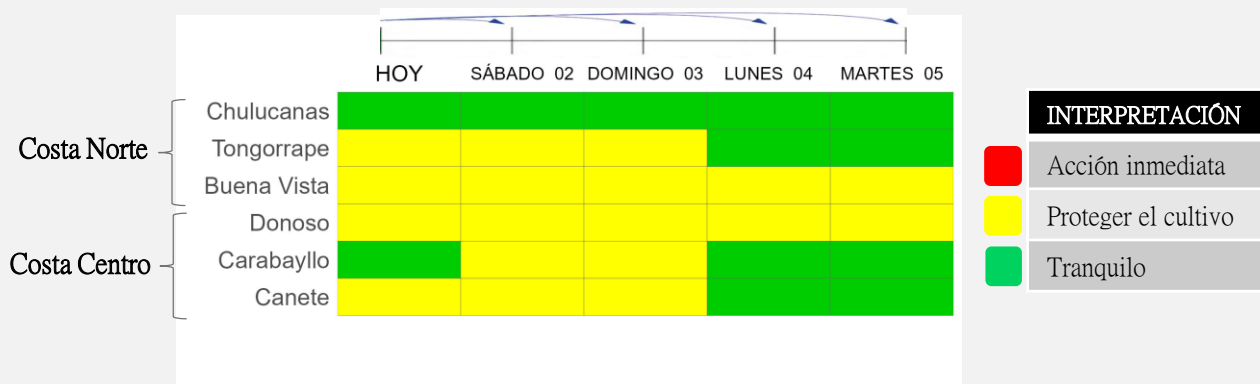 HOY SÁBADO 02 DOMINGO 03 LUNES 04 MARTES 05
Costa Norte
Chulucanas
Tongorrape
Buena Vista
Costa Centro
Donoso
Carabayllo
Canete
INTERPRETACIÓN
Acción inmediata
Proteger el cultivo
Tranquilo